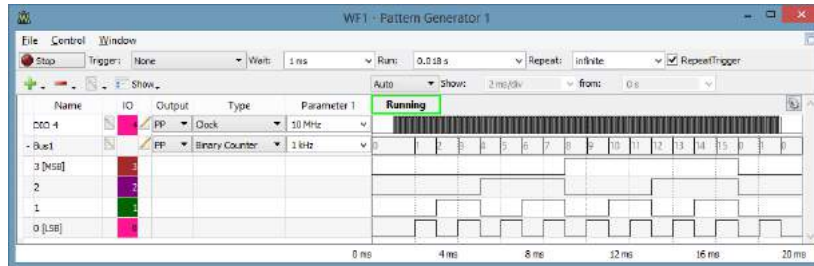 WF1 - Pattern Generator 1
File Control Window
Stop Trigger: None Wait: 1 ms Run: 0.018 s Repeat: infinite RepeatTrigger
Show Auto Show: 2 ms/div from: 0 s
Name IO Output Type Parameter 1 Running
DIO 4 4 PP Clock 10 MHz
- Bus1 PP Binary Counter 1 kHz 0 1 2 3 4 5 6 7 8 9 10 11 12 13 14 15 0 1 0
3 [MSB] 3
2 2
1 1
0 [LSB] 0
0 ms 4 ms 8 ms 12 ms 16 ms 20 ms